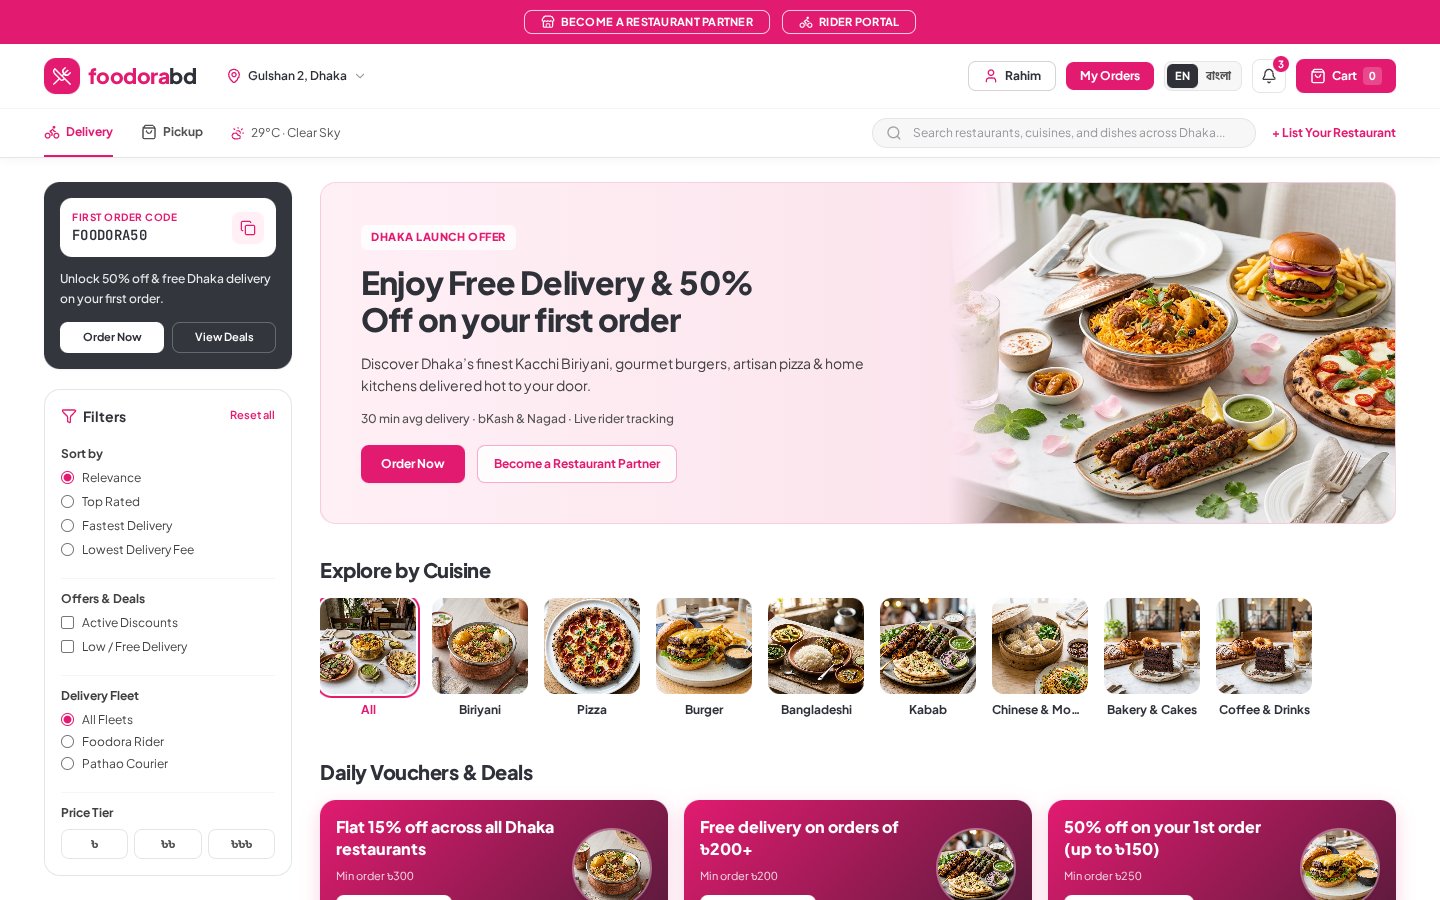 BECOME A RESTAURANT PARTNER
RIDER PORTAL
foodorabd
Gulshan 2, Dhaka
Rahim
My Orders
EN
বাংলা
3
Cart 0
Delivery
Pickup
29°C · Clear Sky
Search restaurants, cuisines, and dishes across Dhaka...
+ List Your Restaurant
FIRST ORDER CODE
FOODORA50
Unlock 50% off & free Dhaka delivery
on your first order.
Order Now
View Deals
Filters
Reset all
Sort by
Relevance
Top Rated
Fastest Delivery
Lowest Delivery Fee
Offers & Deals
Active Discounts
Low / Free Delivery
Delivery Fleet
All Fleets
Foodora Rider
Pathao Courier
Price Tier
৳
৳৳
৳৳৳
DHAKA LAUNCH OFFER
Enjoy Free Delivery & 50%
Off on your first order
Discover Dhaka's finest Kacchi Biriyani, gourmet burgers, artisan pizza & home
kitchens delivered hot to your door.
30 min avg delivery · bKash & Nagad · Live rider tracking
Order Now
Become a Restaurant Partner
Explore by Cuisine
All
Biriyani
Pizza
Burger
Bangladeshi
Kabab
Chinese & Mo...
Bakery & Cakes
Coffee & Drinks
Daily Vouchers & Deals
Flat 15% off across all Dhaka
restaurants
Min order ৳300
Free delivery on orders of
৳200+
Min order ৳200
50% off on your 1st order
(up to ৳150)
Min order ৳250